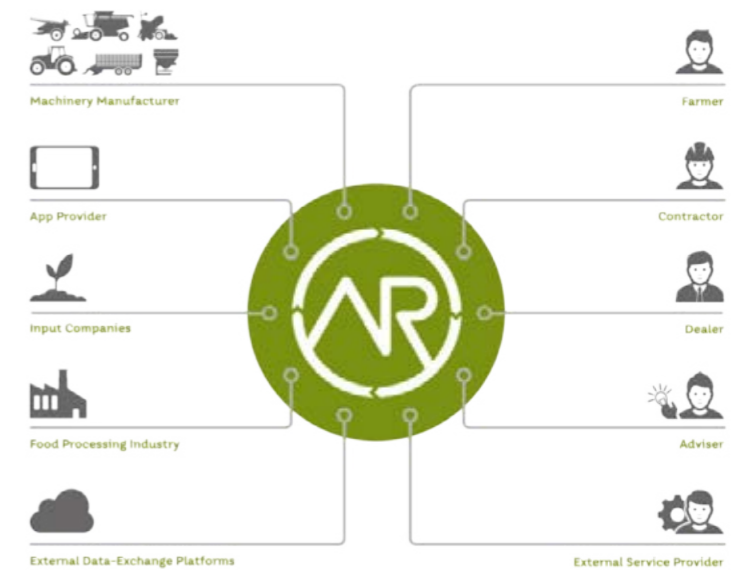 Machinery Manufacturer
Farmer
App Provider
Contractor
AR
Input Companies
Dealer
Food Processing Industry
Adviser
External Data-Exchange Platforms
External Service Provider